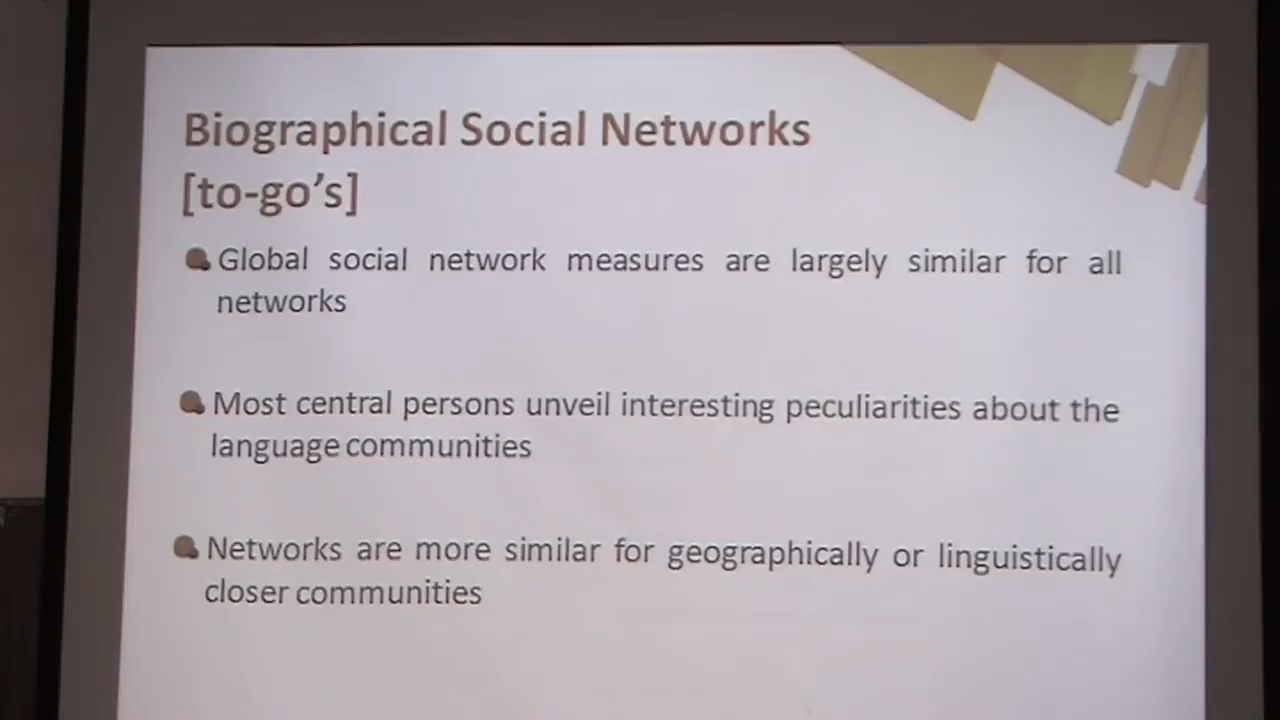 Biographical Social Networks
[to-go's]
Global social network measures are largely similar for all
networks
Most central persons unveil interesting peculiarities about the
language communities
Networks are more similar for geographically or linguistically
closer communities